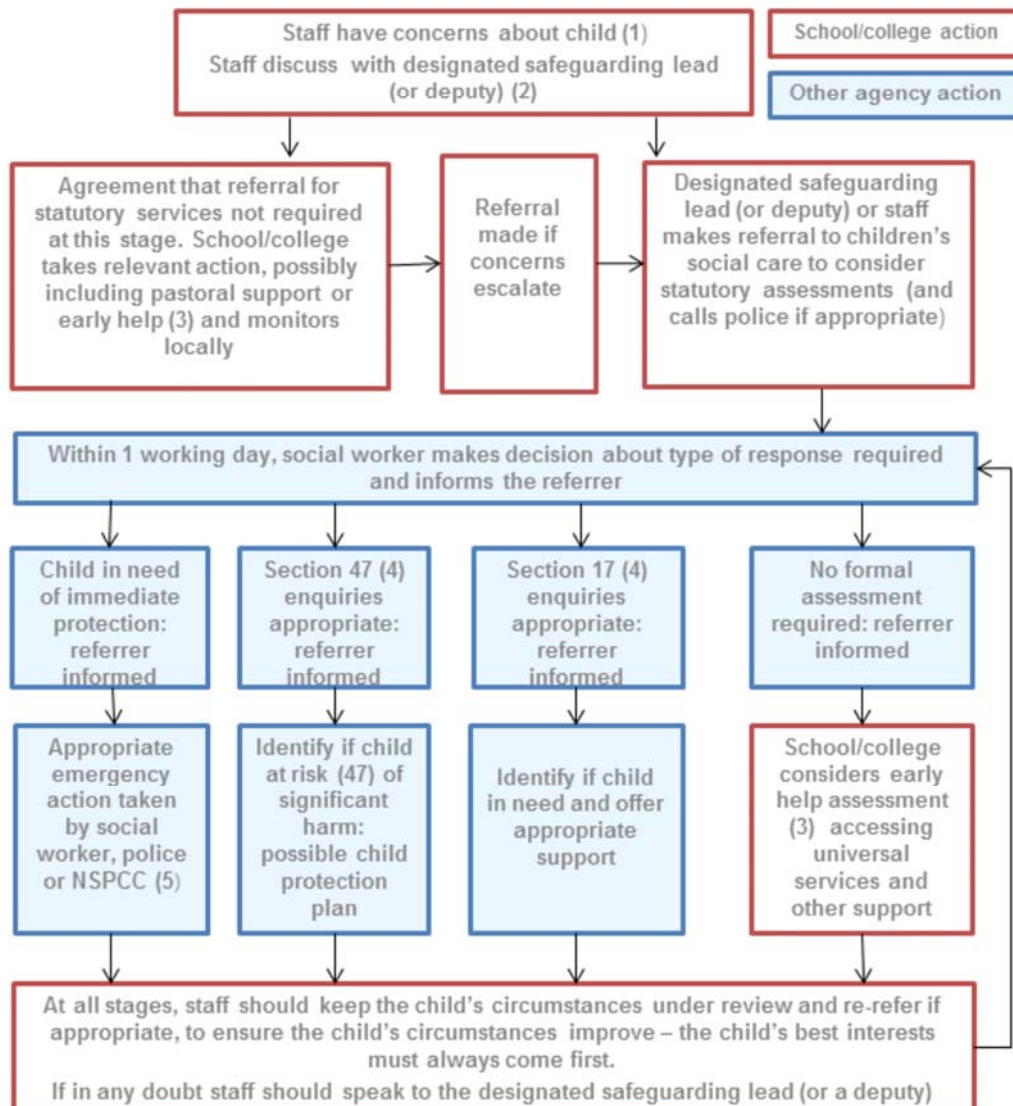 Staff have concerns about child (1)
Staff discuss with designated safeguarding lead
(or deputy) (2)
School/college action
Other agency action
Agreement that referral for
statutory services not required
at this stage. School/college
takes relevant action, possibly
including pastoral support or
early help (3) and monitors
locally
Referral
made if
concerns
escalate
Designated safeguarding
lead (or deputy) or staff
makes referral to children's
social care to consider
statutory assessments (and
calls police if appropriate)
Within 1 working day, social worker makes decision about type of response required
and informs the referrer
Child in need
of immediate
protection:
referrer
informed
Section 47 (4)
enquiries
appropriate:
referrer
informed
Section 17 (4)
enquiries
appropriate:
referrer
informed
No formal
assessment
required: referrer
informed
Appropriate
emergency
action taken
by social
worker, police
or NSPCC (5)
Identify if child
at risk (47) of
significant
harm:
possible child
protection
plan
Identify if child
in need and offer
appropriate
support
School/college
considers early
help assessment
(3) accessing
universal
services and
other support
At all stages, staff should keep the child's circumstances under review and re-refer if
appropriate, to ensure the child's circumstances improve – the child's best interests
must always come first.
If in any doubt staff should speak to the designated safeguarding lead (or a deputy)